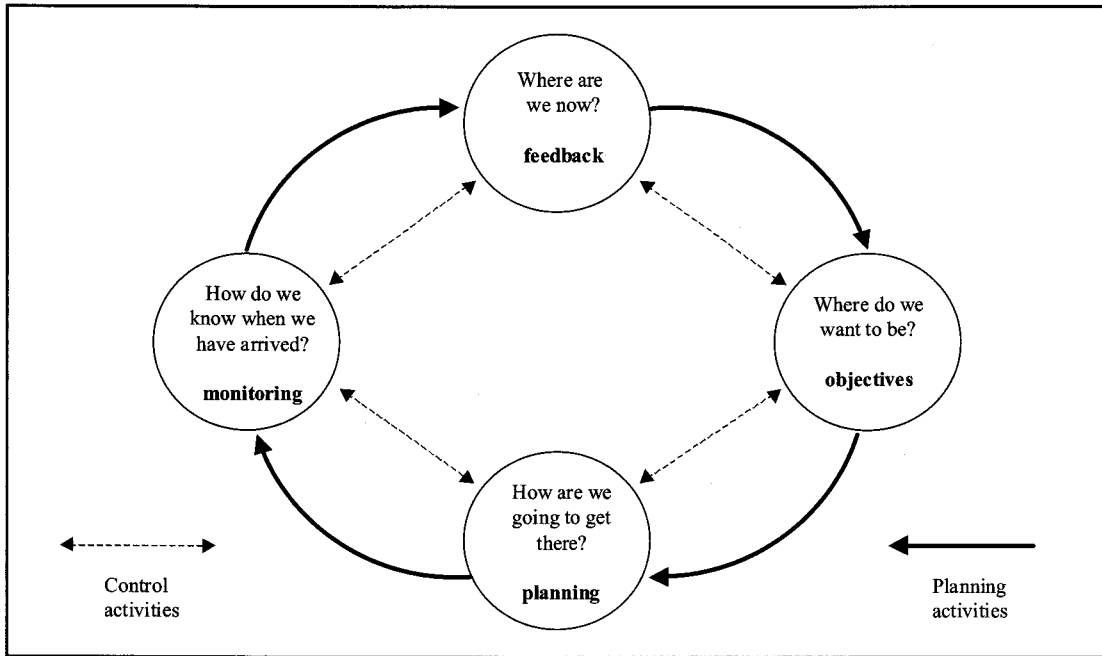 Where are
we now?
feedback
How do we
know when we
have arrived?
monitoring
Where do we
want to be?
objectives
How are we
going to get
there?
planning
Control
activities
Planning
activities